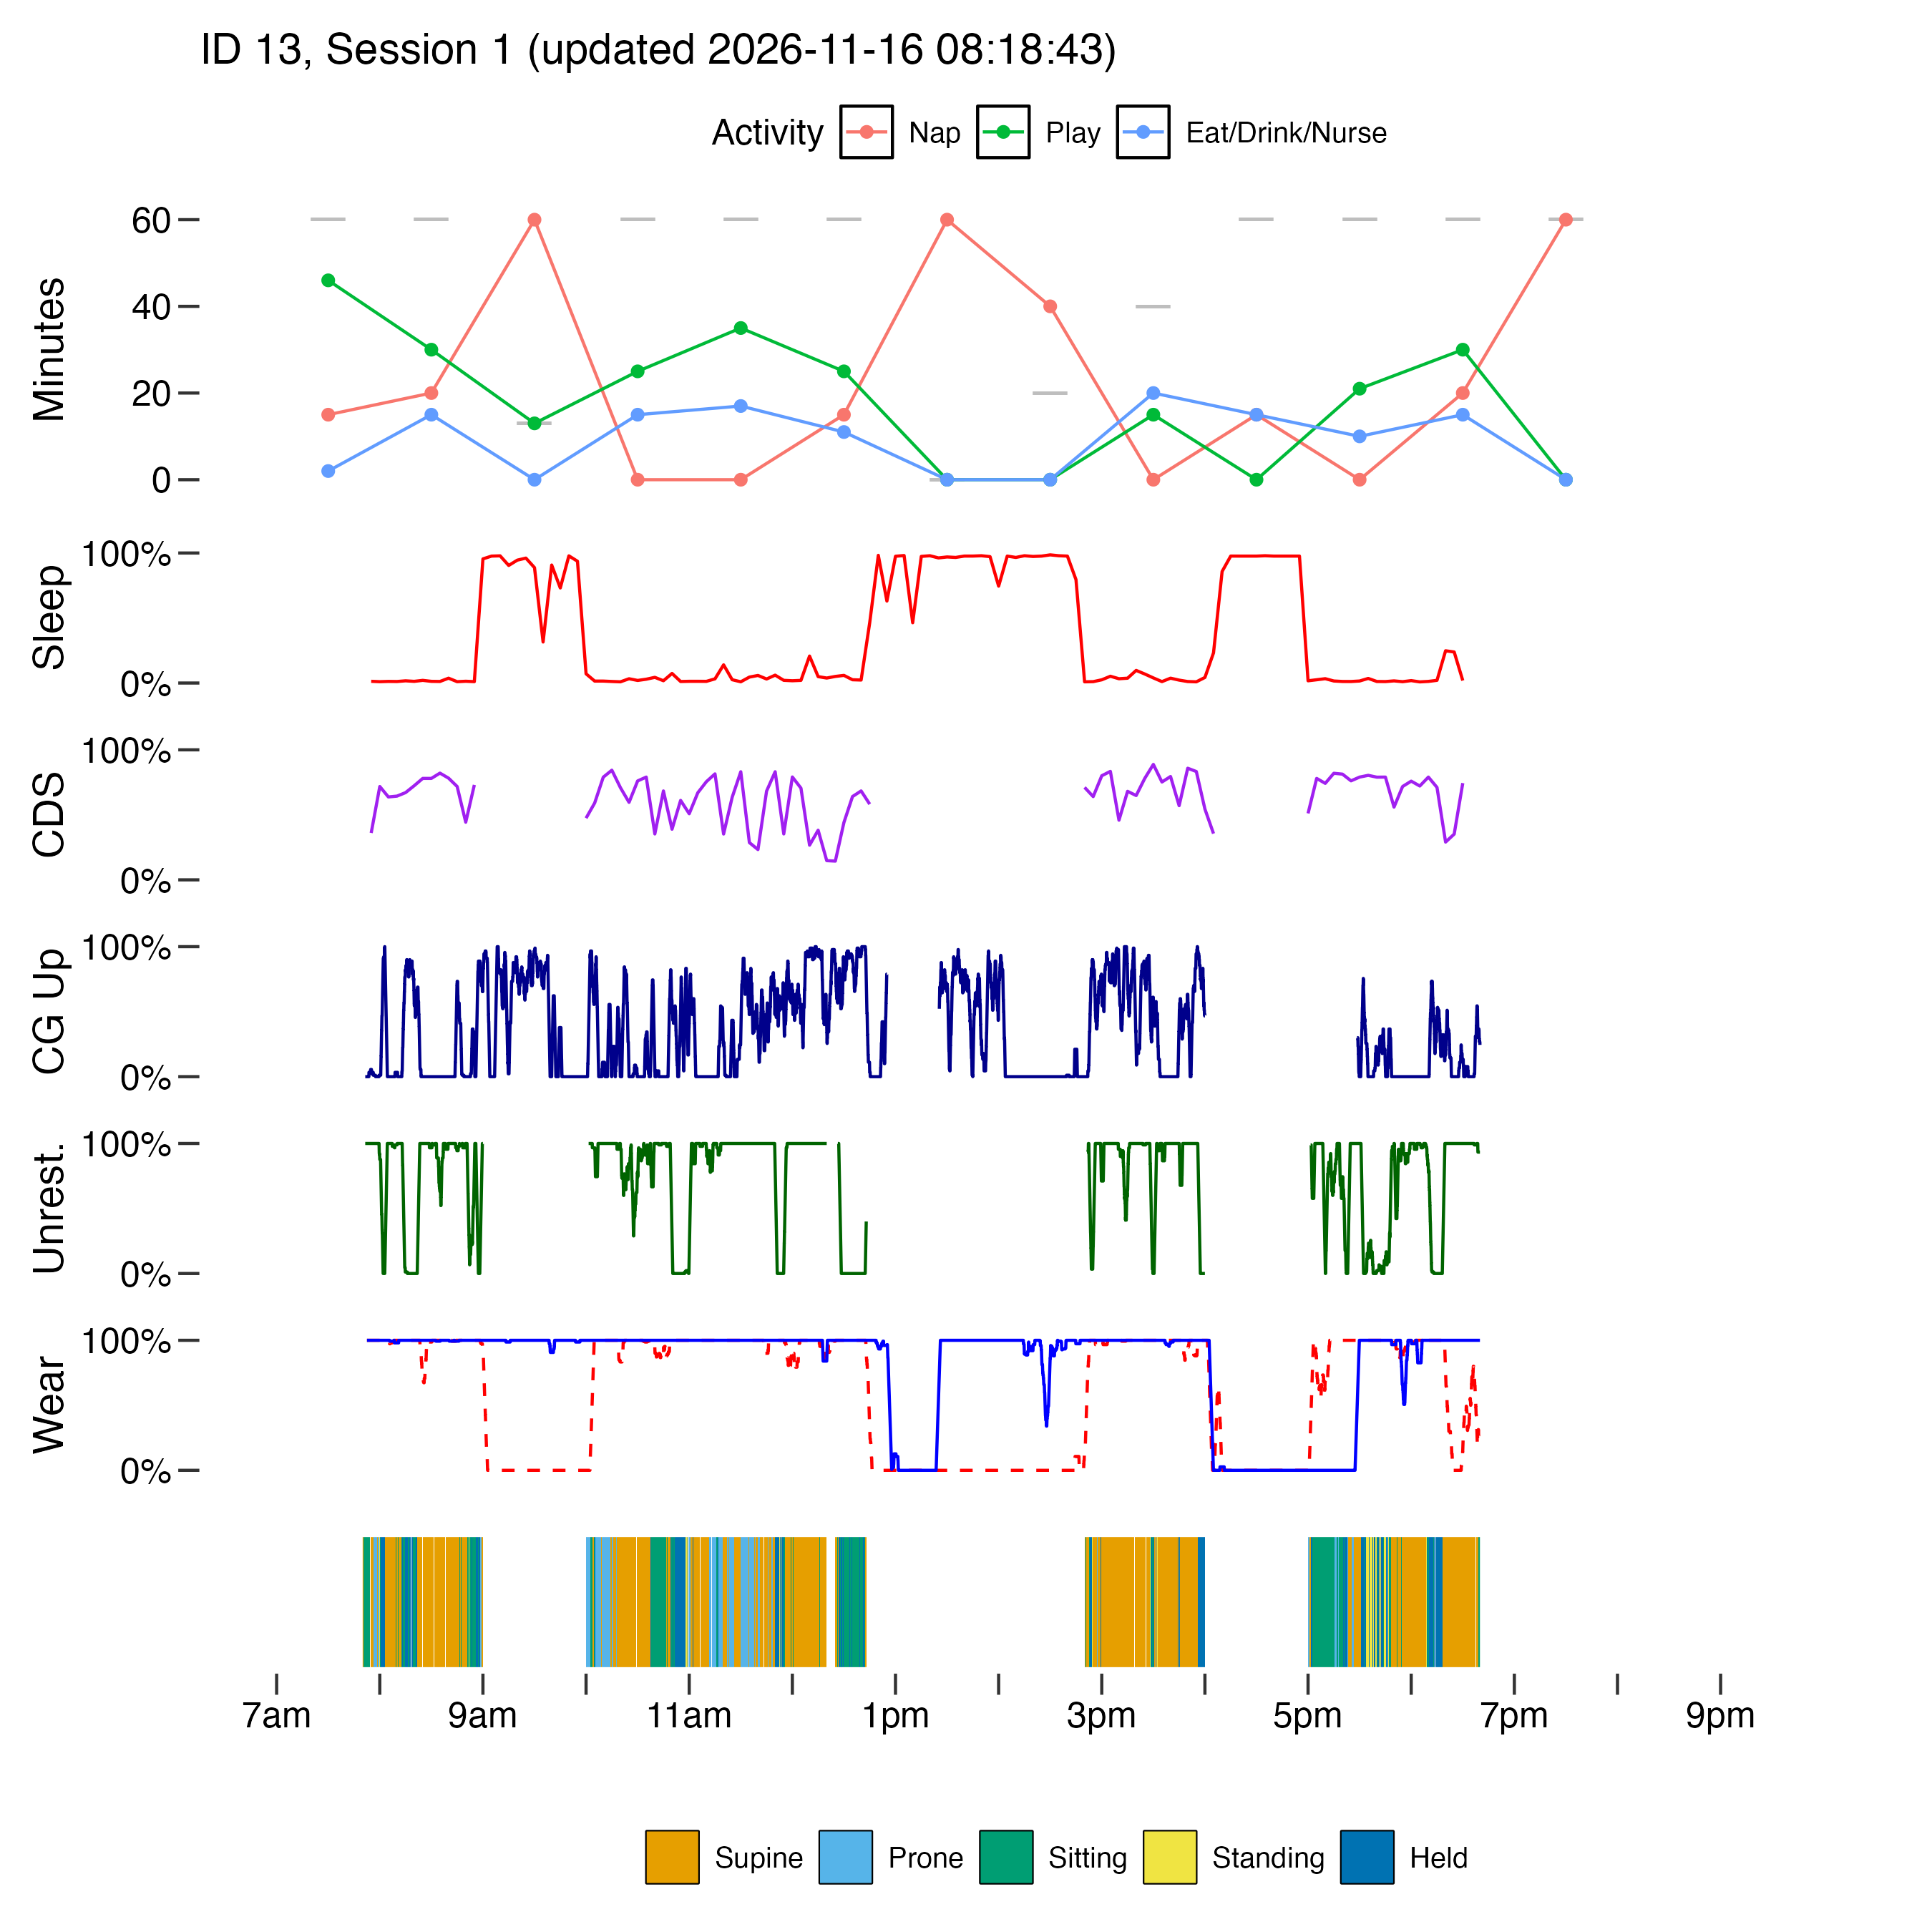 ID 13, Session 1 (updated 2026-11-16 08:18:43)
Activity Nap Play Eat/Drink/Nurse
Minutes
60
40
20
0
Sleep
100%
0%
CDS
100%
0%
CG Up
100%
0%
Unrest.
100%
0%
Wear
100%
0%
7am 9am 11am 1pm 3pm 5pm 7pm 9pm
Supine Prone Sitting Standing Held